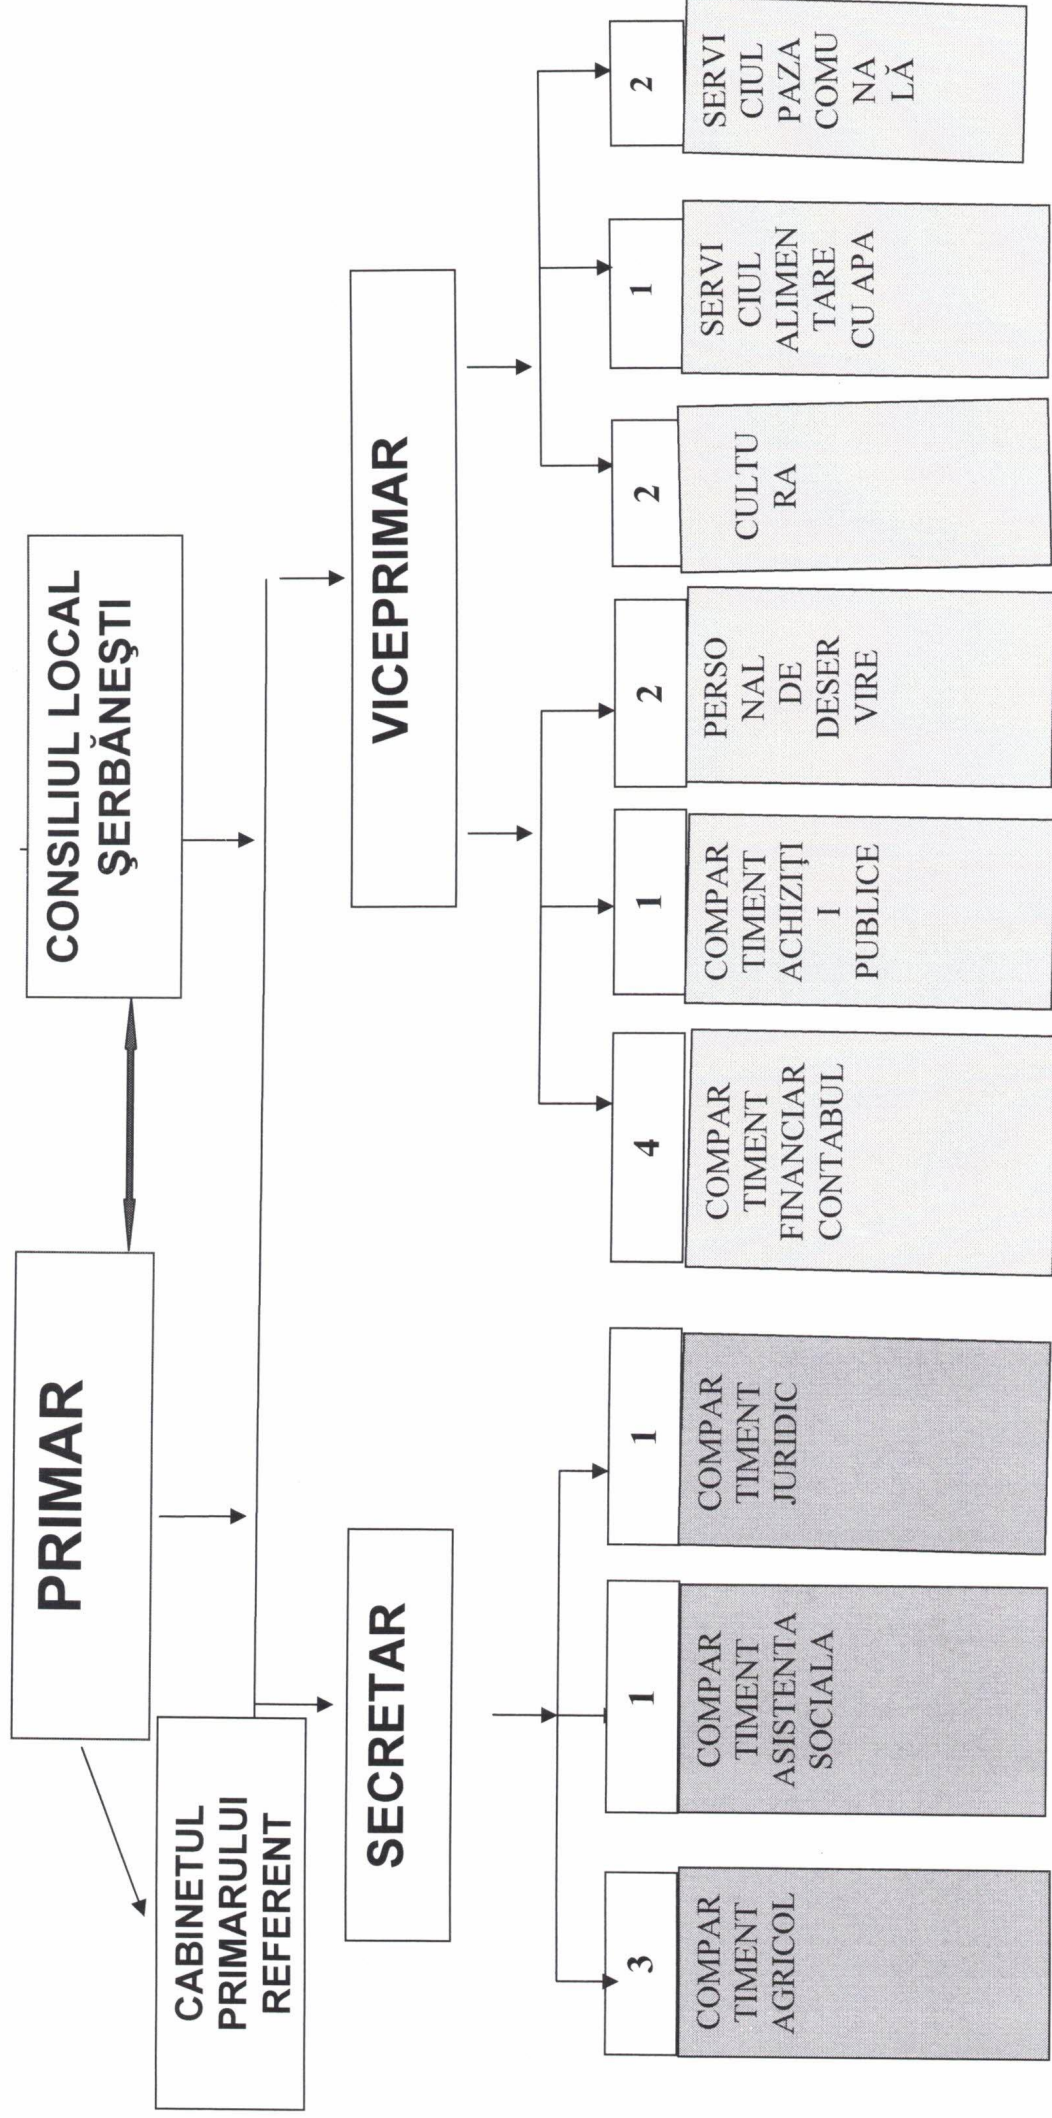 PRIMAR
CONSILIUL LOCAL
ŞERBĂNEŞTI
CABINETUL
PRIMARULUI
REFERENT
SECRETAR
VICEPRIMAR
3
COMPAR
TIMENT
AGRICOL
1
COMPAR
TIMENT
ASISTENTA
SOCIALA
1
COMPAR
TIMENT
JURIDIC
4
COMPAR
TIMENT
FINANCIAR
CONTABUL
1
COMPAR
TIMENT
ACHIZIŢI
I
PUBLICE
2
PERSO
NAL
DE
DESER
VIRE
2
CULTU
RA
1
SERVI
CIUL
ALIMEN
TARE
CU APA
2
SERVI
CIUL
PAZA
COMU
NA
LĂ